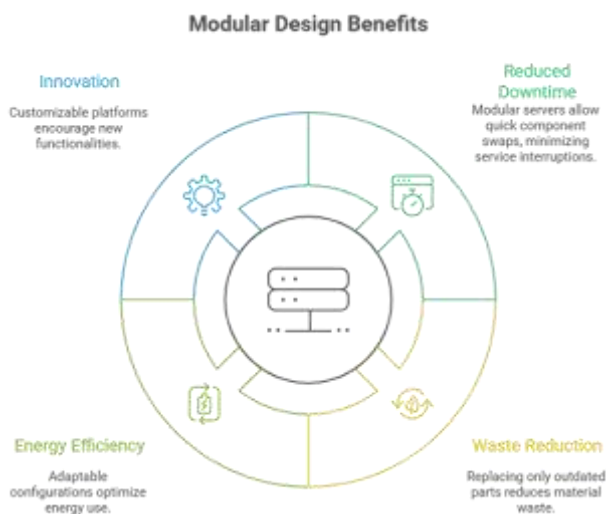 Modular Design Benefits
Innovation
Customizable platforms
encourage new
functionalities.
Reduced
Downtime
Modular servers allow
quick component
swaps, minimizing
service interruptions.
Energy Efficiency
Adaptable
configurations optimize
energy use.
Waste Reduction
Replacing only outdated
parts reduces material
waste.